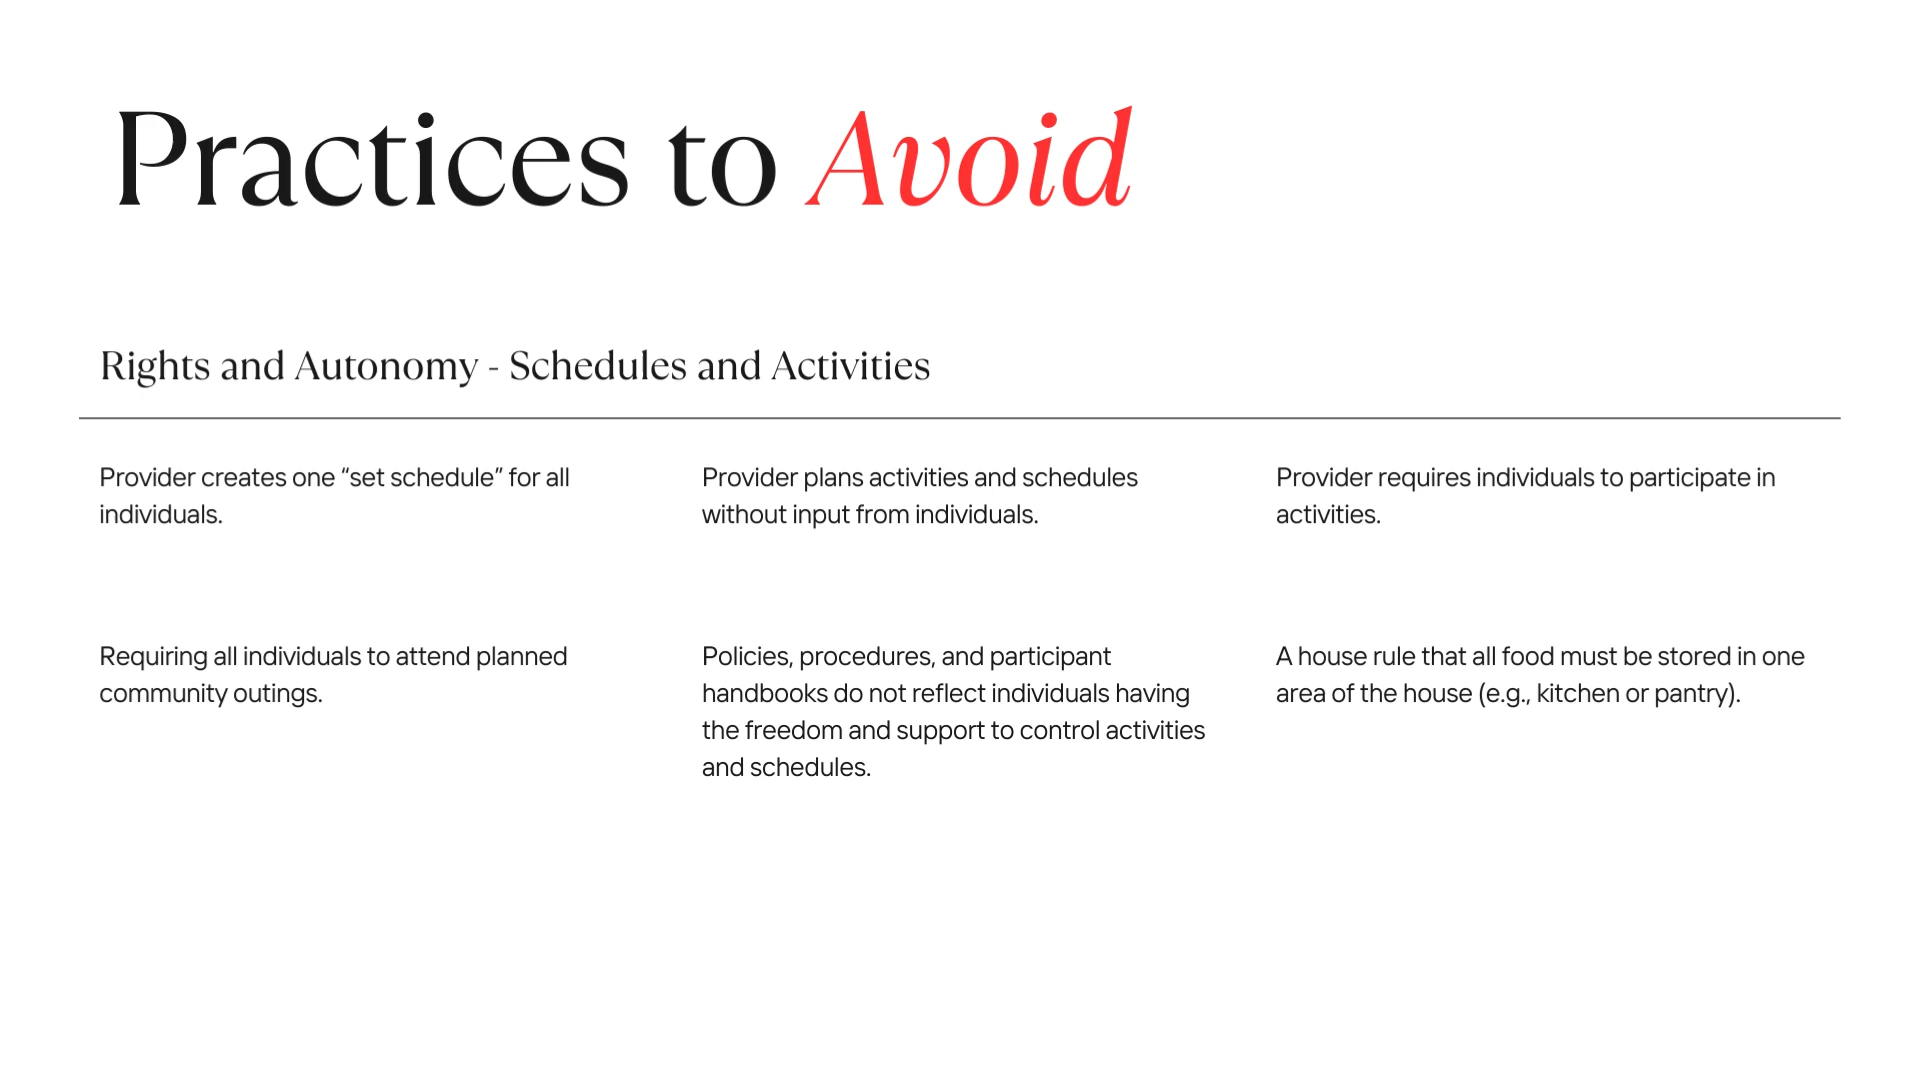 Practices to Avoid
Rights and Autonomy - Schedules and Activities
Provider creates one “set schedule” for all
individuals.
Provider plans activities and schedules
without input from individuals.
Provider requires individuals to participate in
activities.
Requiring all individuals to attend planned
community outings.
Policies, procedures, and participant
handbooks do not reflect individuals having
the freedom and support to control activities
and schedules.
A house rule that all food must be stored in one
area of the house (e.g., kitchen or pantry).